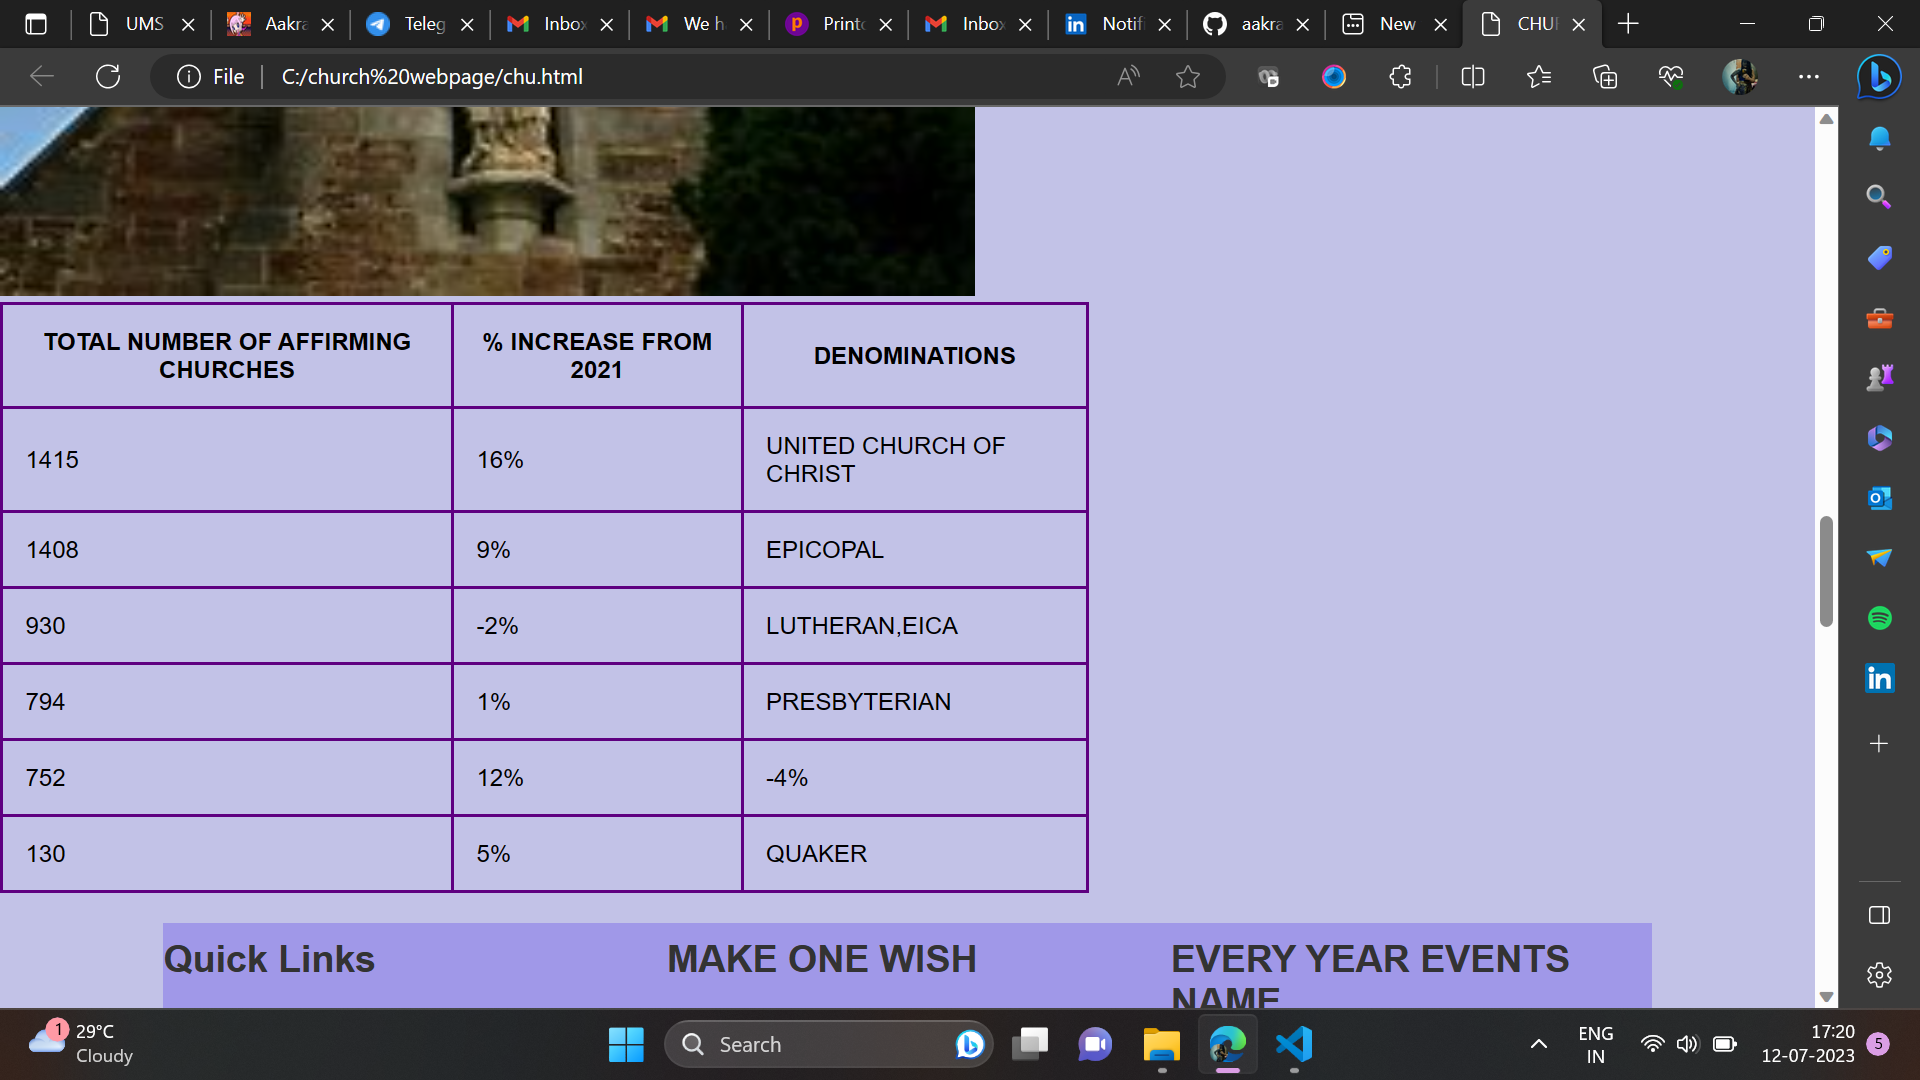 UMS
Aakra
Teleg
Inbox
We h
Printo
Inbox
Notifi
aakra
New
CHUR
File
C:/church%20webpage/chu.html
TOTAL NUMBER OF AFFIRMING
CHURCHES
% INCREASE FROM
2021
DENOMINATIONS
1415
16%
UNITED CHURCH OF
CHRIST
1408
9%
EPICOPAL
930
-2%
LUTHERAN,EICA
794
1%
PRESBYTERIAN
752
12%
-4%
130
5%
QUAKER
Quick Links
MAKE ONE WISH
EVERY YEAR EVENTS
NAME
1
29°C
Cloudy
Search
ENG
IN
17:20
12-07-2023
5